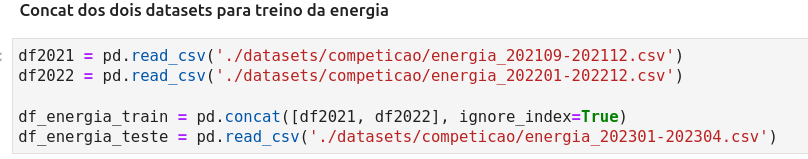 Concat dos dois datasets para treino da energia
df2021 = pd.read_csv('./datasets/competicao/energia_202109-202112.csv')
df2022 = pd.read_csv('./datasets/competicao/energia_202201-202212.csv')
df_energia_train = pd.concat([df2021, df2022], ignore_index=True)
df_energia_teste = pd.read_csv('./datasets/competicao/energia_202301-202304.csv')